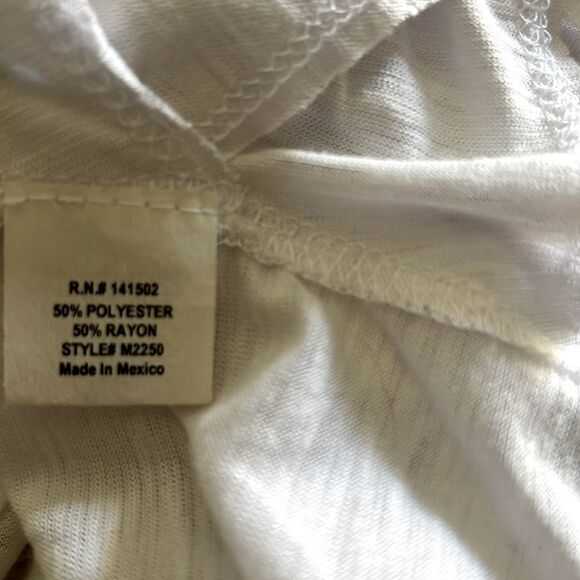 R.N.# 141502
50% POLYESTER
50% RAYON
STYLE# M2250
Made In Mexico